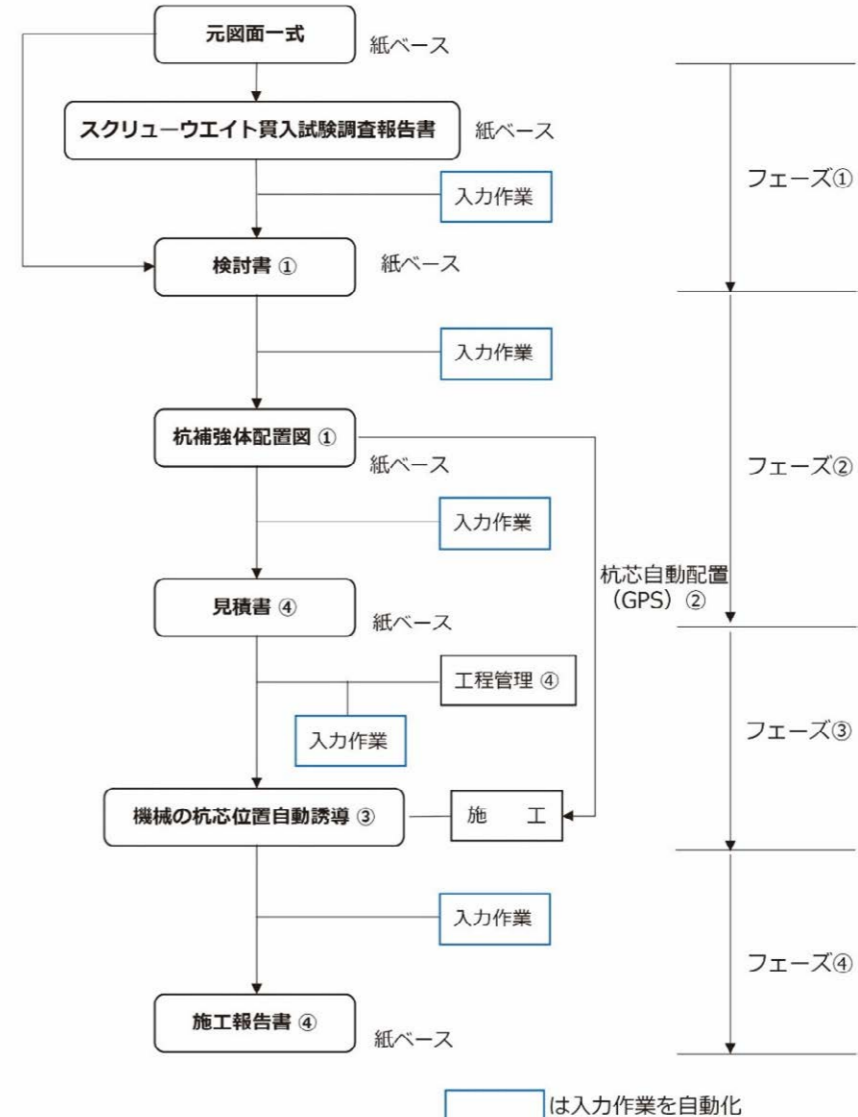 元図面一式
紙ベース
スクリューウエイト貫入試験調査報告書
紙ベース
入力作業
フェーズ①
検討書 ①
紙ベース
入力作業
杭補強体配置図 ①
紙ベース
フェーズ②
入力作業
杭芯自動配置
（GPS）②
見積書 ④
紙ベース
工程管理 ④
入力作業
フェーズ③
機械の杭芯位置自動誘導 ③
施　工
入力作業
フェーズ④
施工報告書 ④
紙ベース
は入力作業を自動化